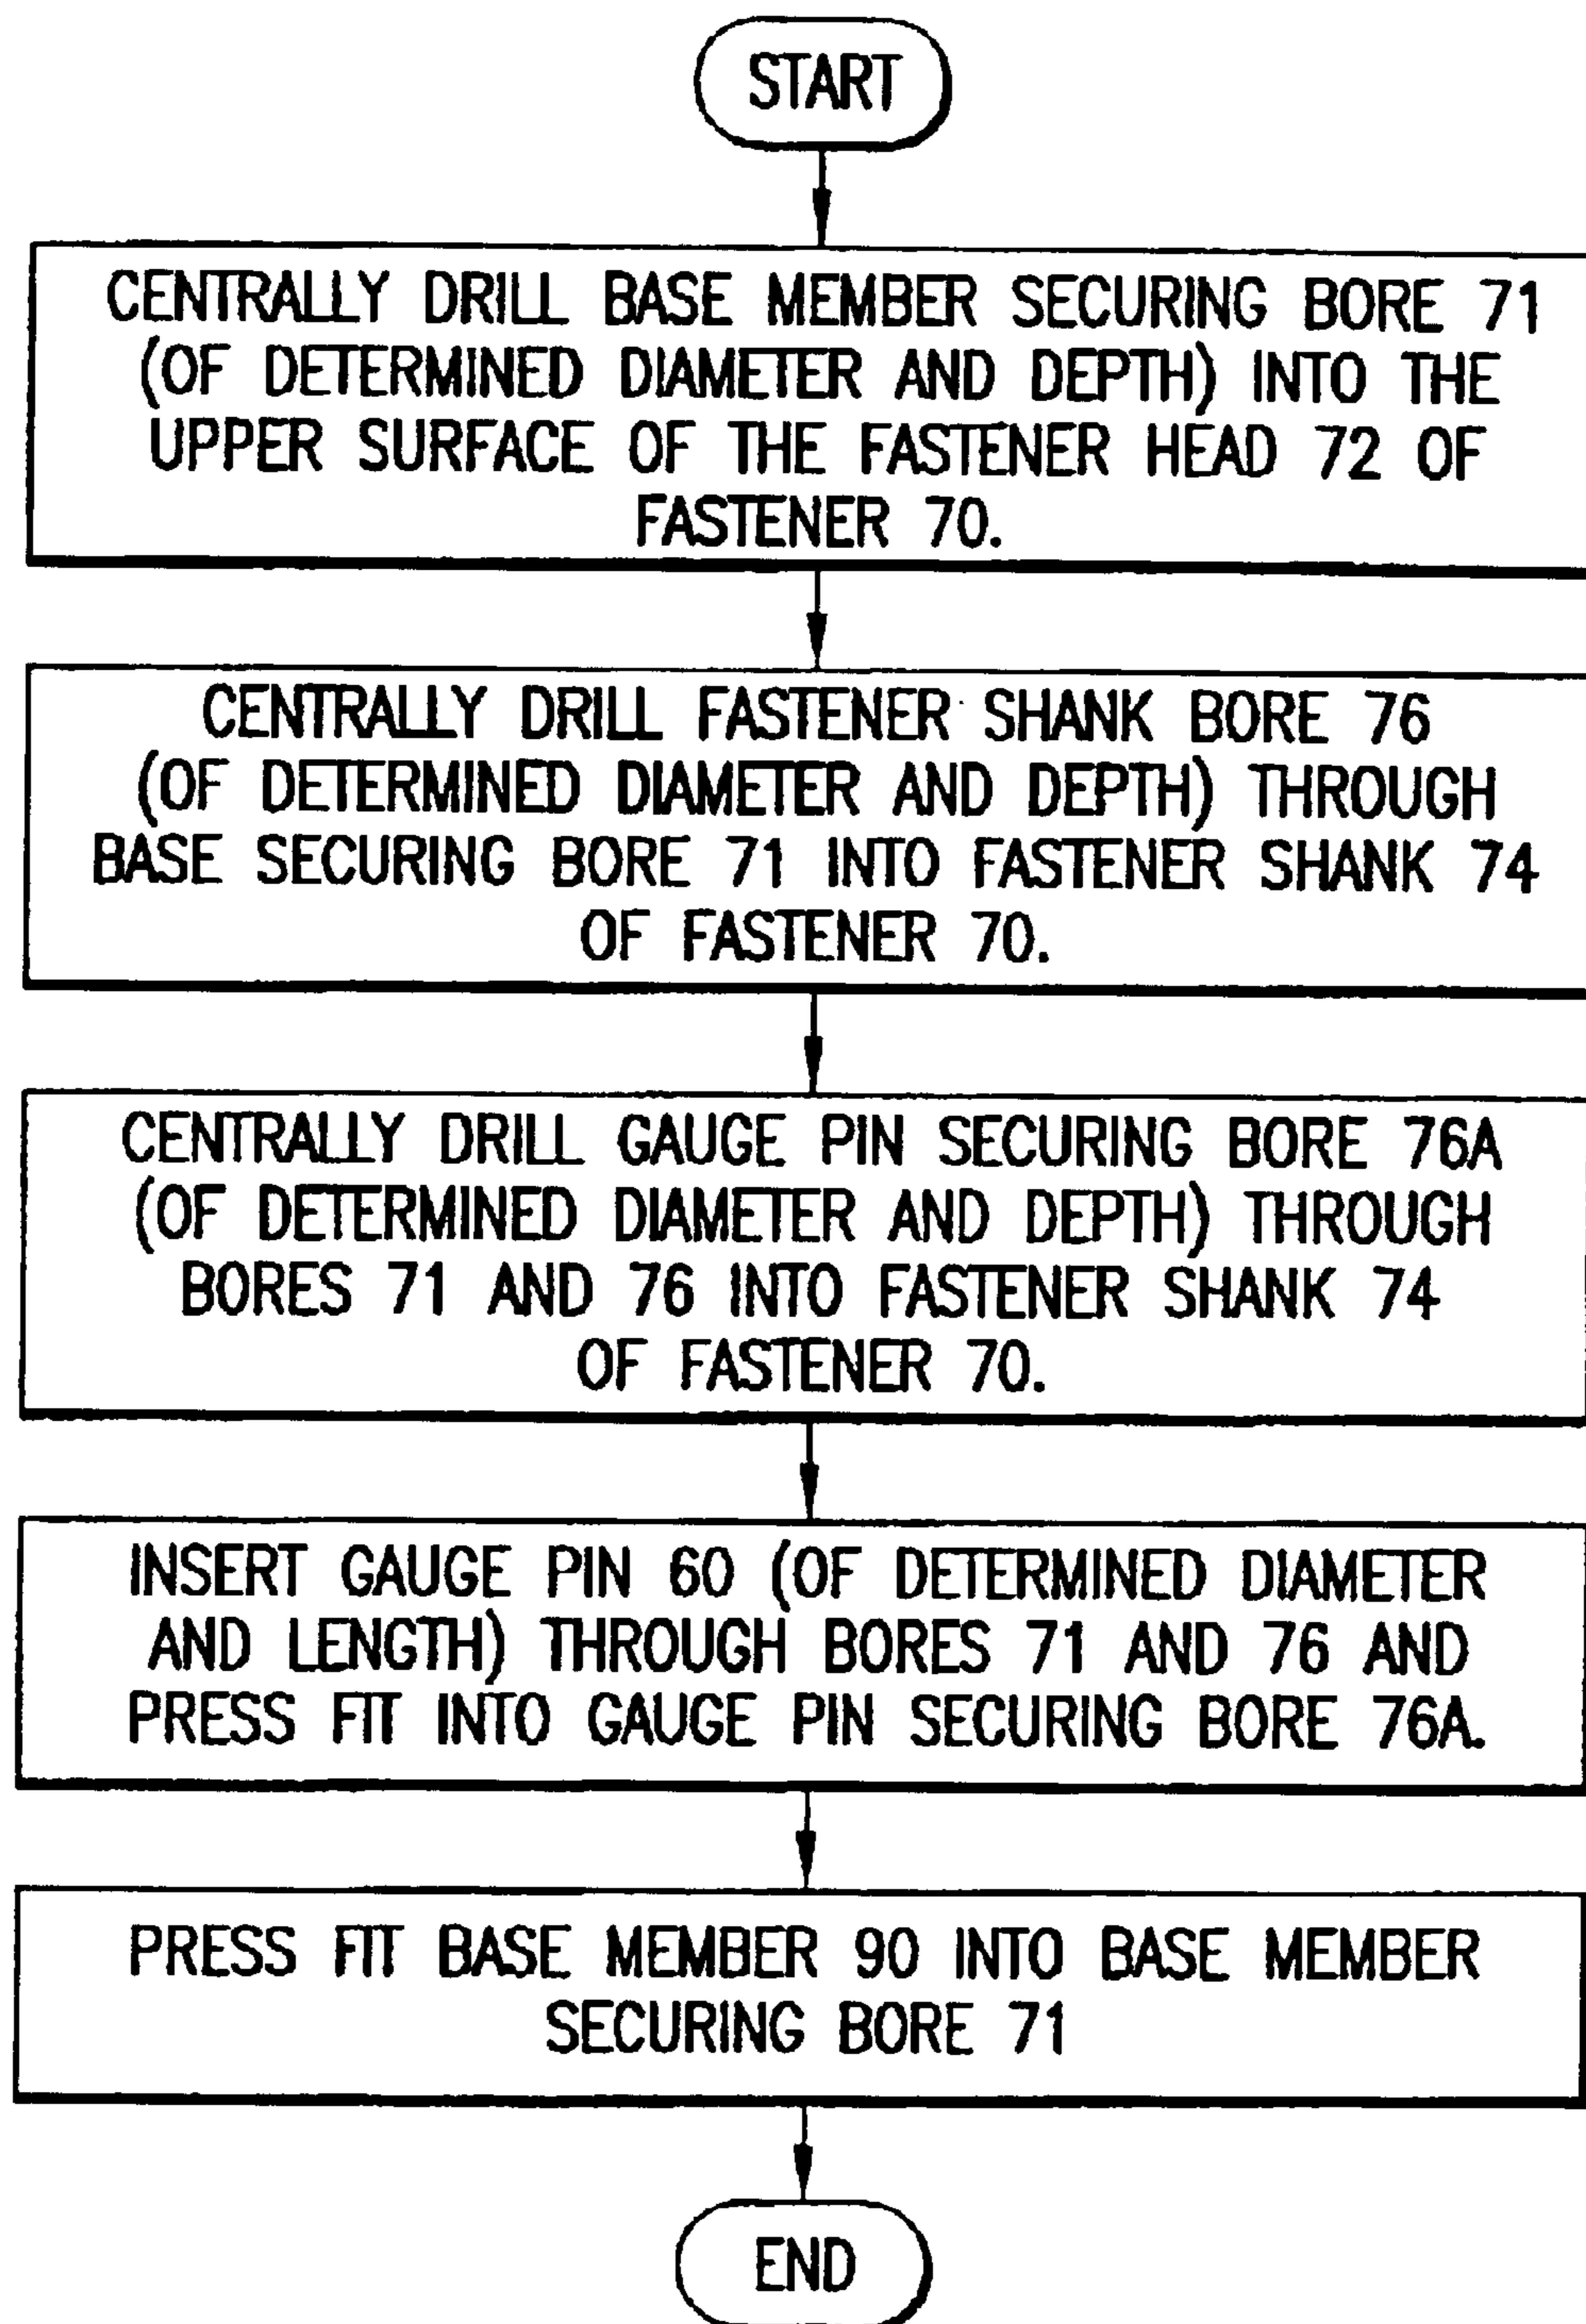 START
CENTRALLY DRILL BASE MEMBER SECURING BORE 71
(OF DETERMINED DIAMETER AND DEPTH) INTO THE
UPPER SURFACE OF THE FASTENER HEAD 72 OF
FASTENER 70.
CENTRALLY DRILL FASTENER SHANK BORE 76
(OF DETERMINED DIAMETER AND DEPTH) THROUGH
BASE SECURING BORE 71 INTO FASTENER SHANK 74
OF FASTENER 70.
CENTRALLY DRILL GAUGE PIN SECURING BORE 76A
(OF DETERMINED DIAMETER AND DEPTH) THROUGH
BORES 71 AND 76 INTO FASTENER SHANK 74
OF FASTENER 70.
INSERT GAUGE PIN 60 (OF DETERMINED DIAMETER
AND LENGTH) THROUGH BORES 71 AND 76 AND
PRESS FIT INTO GAUGE PIN SECURING BORE 76A.
PRESS FIT BASE MEMBER 90 INTO BASE MEMBER
SECURING BORE 71
END